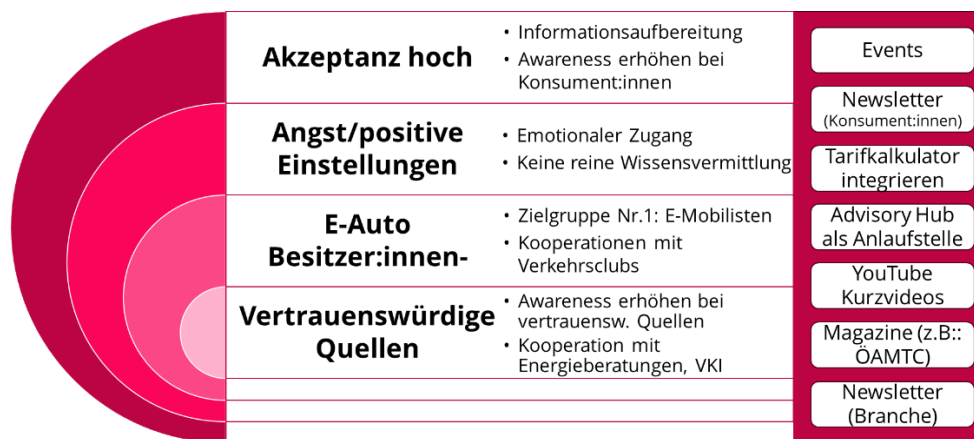 Akzeptanz hoch
• Informationsaufbereitung
• Awareness erhöhen bei
Konsument:innen
Angst/positive
Einstellungen
• Emotionaler Zugang
• Keine reine Wissensvermittlung
E-Auto
Besitzer:innen-
• Zielgruppe Nr.1: E-Mobilisten
• Kooperationen mit
Verkehrsclubs
Vertrauenswürdige
Quellen
• Awareness erhöhen bei
vertrauensw. Quellen
• Kooperation mit
Energieberatungen, VKI
Events
Newsletter
(Konsument:innen)
Tarifkalkulator
integrieren
Advisory Hub
als Anlaufstelle
YouTube
Kurzvideos
Magazine (z.B::
ÖAMTC)
Newsletter
(Branche)